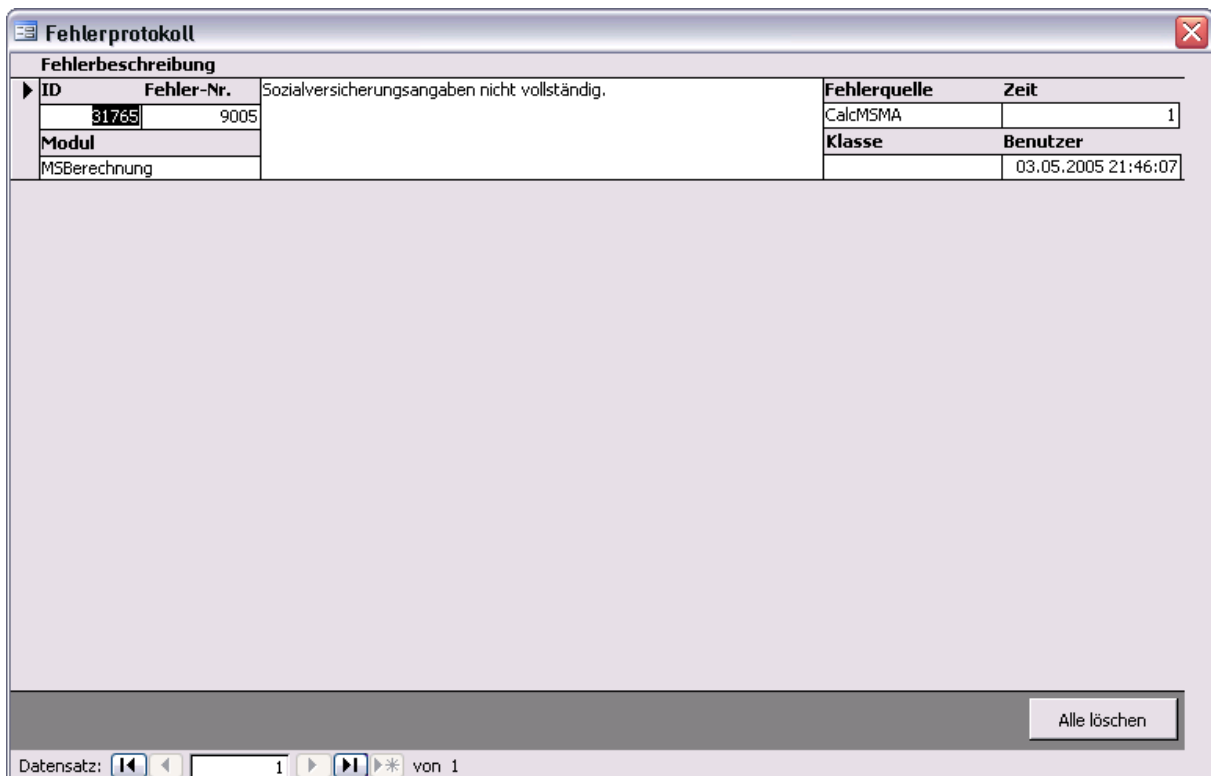 Fehlerprotokoll
Fehlerbeschreibung
ID Fehler-Nr. Sozialversicherungsangaben nicht vollständig. Fehlerquelle Zeit
31765 9005 CalcMSMA 1
Modul Klasse Benutzer
MSBerechnung 03.05.2005 21:46:07
Alle löschen
Datensatz: 1 von 1